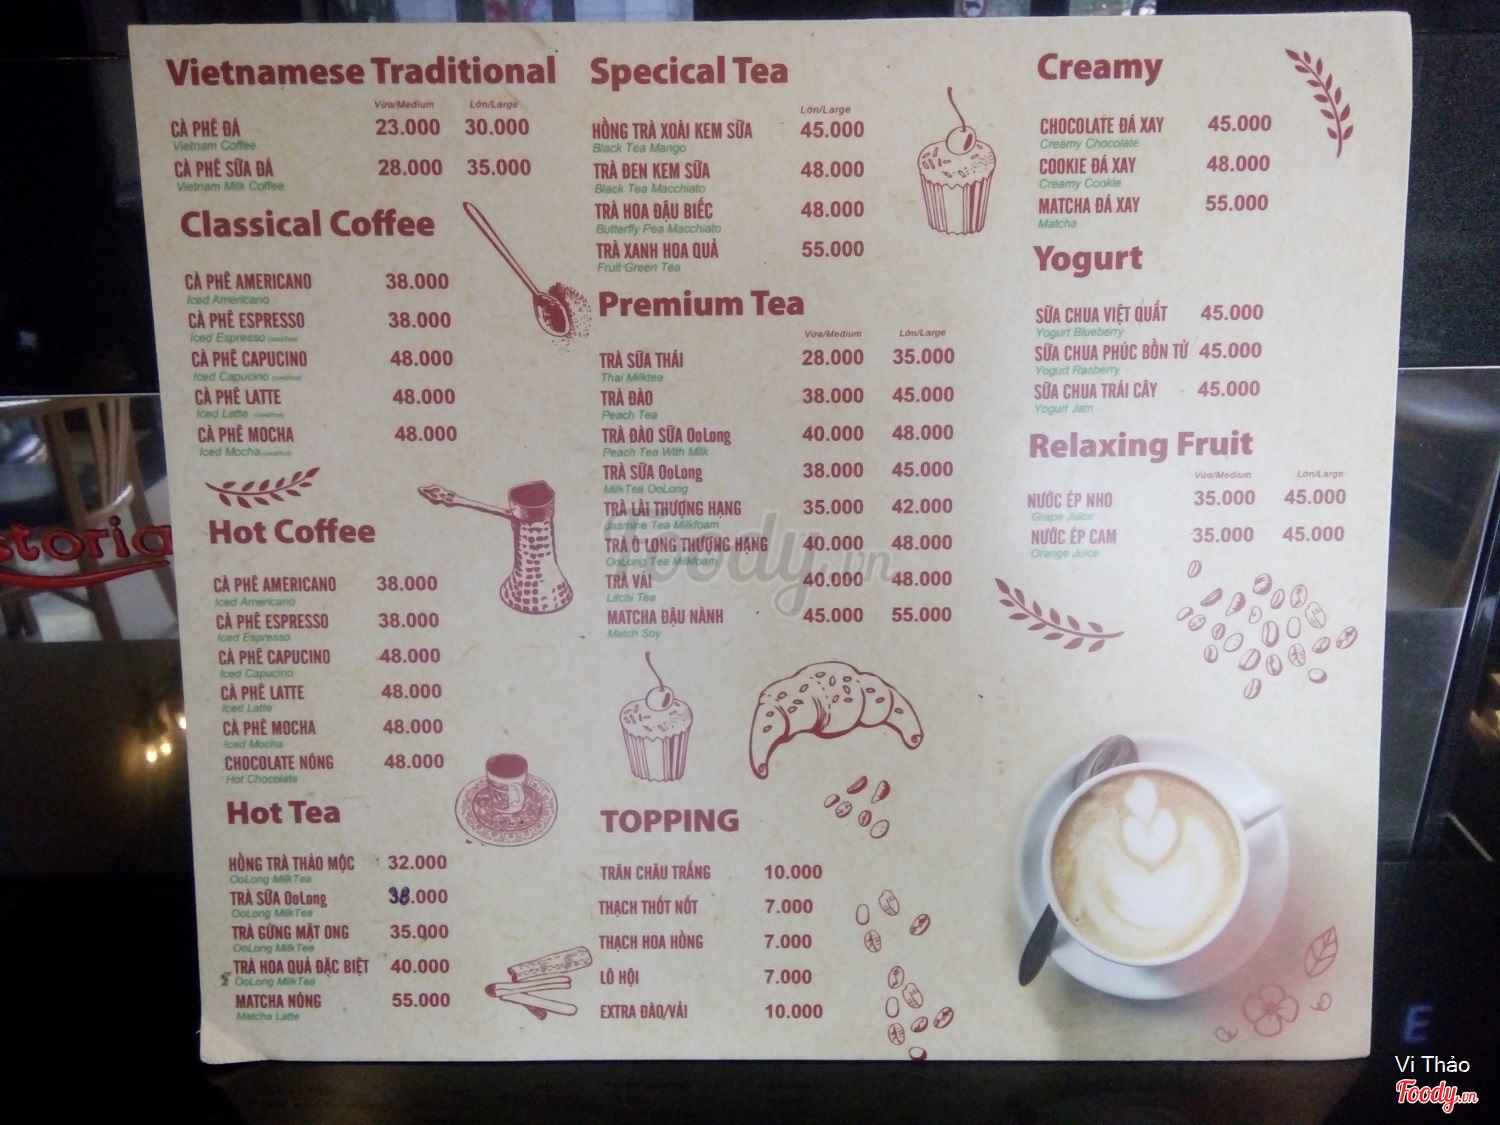 Vietnamese Traditional
Vừa/Medium Lớn/Large
CÀ PHÊ ĐÁ 23.000 30.000
Vietnam Coffee
CÀ PHÊ SỮA ĐÁ 28.000 35.000
Vietnam Milk Coffee
Classical Coffee
CÀ PHÊ AMERICANO 38.000
Iced Americano
CÀ PHÊ ESPRESSO 38.000
Iced Espresso
CÀ PHÊ CAPUCINO 48.000
Iced Capucino
CÀ PHÊ LATTE 48.000
Iced Latte
CÀ PHÊ MOCHA 48.000
Iced Mocha
Hot Coffee
CÀ PHÊ AMERICANO 38.000
Iced Americano
CÀ PHÊ ESPRESSO 38.000
Iced Espresso
CÀ PHÊ CAPUCINO 48.000
Iced Capucino
CÀ PHÊ LATTE 48.000
Iced Latte
CÀ PHÊ MOCHA 48.000
Iced Mocha
CHOCOLATE NÓNG 48.000
Hot Chocolate
Hot Tea
HỒNG TRÀ THẢO MỘC 32.000
OoLong MilkTea
TRÀ SỮA OoLong 38.000
OoLong MilkTea
TRÀ GỪNG MẬT ONG 35.000
OoLong MilkTea
TRÀ HOA QUẢ ĐẶC BIỆT 40.000
OoLong MilkTea
MATCHA NÓNG 55.000
Matcha Latte
Specical Tea
Lớn/Large
HỒNG TRÀ XOÀI KEM SỮA 45.000
Black Tea Mango
TRÀ ĐEN KEM SỮA 48.000
Black Tea Macchiato
TRÀ HOA ĐẬU BIẾC 48.000
Butterfly Pea Macchiato
TRÀ XANH HOA QUẢ 55.000
Fruit Green Tea
Premium Tea
Vừa/Medium Lớn/Large
TRÀ SỮA THÁI 28.000 35.000
Thai Milktea
TRÀ ĐÀO 38.000 45.000
Peach Tea
TRÀ ĐÀO SỮA OoLong 40.000 48.000
Peach Tea With Milk
TRÀ SỮA OoLong 38.000 45.000
MilkTea OoLong
TRÀ LÀI THƯỢNG HẠNG 35.000 42.000
Jasmine Tea Milkfoam
TRÀ Ô LONG THƯỢNG HẠNG 40.000 48.000
OoLong Tea Milkfoam
TRÀ VẢI 40.000 48.000
Litchi Tea
MATCHA ĐẬU NÀNH 45.000 55.000
Match Soy
TOPPING
TRÂN CHÂU TRẮNG 10.000
THẠCH THỐT NỐT 7.000
THẠCH HOA HỒNG 7.000
LÔ HỘI 7.000
EXTRA ĐÀO/VẢI 10.000
Creamy
CHOCOLATE ĐÁ XAY 45.000
Creamy Chocolate
COOKIE ĐÁ XAY 48.000
Creamy Cookie
MATCHA ĐÁ XAY 55.000
Matcha
Yogurt
SỮA CHUA VIỆT QUẤT 45.000
Yogurt Blueberry
SỮA CHUA PHÚC BỒN TỬ 45.000
Yogurt Rasberry
SỮA CHUA TRÁI CÂY 45.000
Yogurt Jam
Relaxing Fruit
Vừa/Medium Lớn/Large
NƯỚC ÉP NHO 35.000 45.000
Grape Juice
NƯỚC ÉP CAM 35.000 45.000
Orange Juice
foody.vn
storia
E
Vi Thảo
Foody.vn